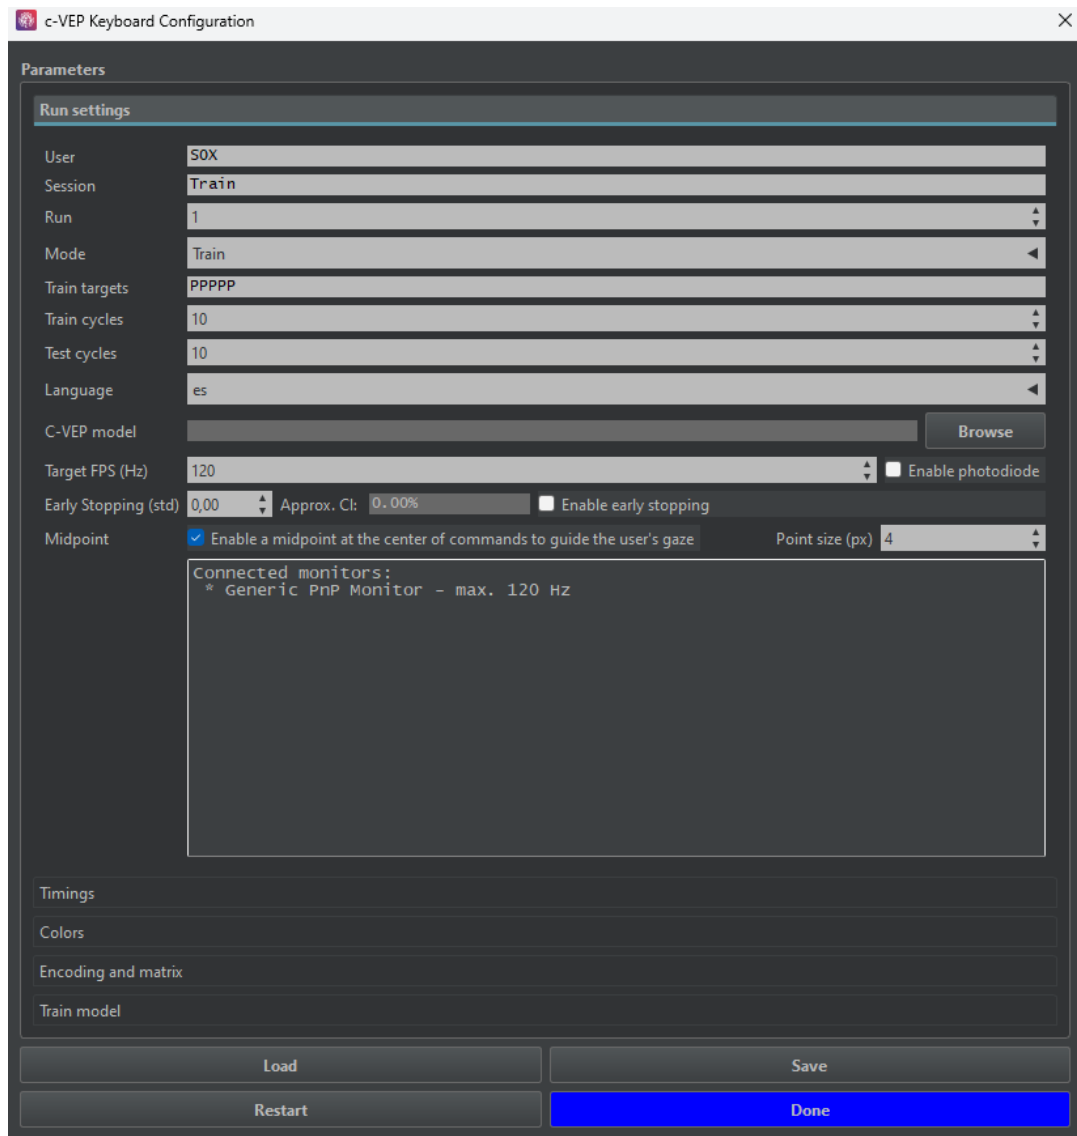 c-VEP Keyboard Configuration
Parameters
Run settings
User S0X
Session Train
Run 1
Mode Train
Train targets PPPPP
Train cycles 10
Test cycles 10
Language es
C-VEP model Browse
Target FPS (Hz) 120 Enable photodiode
Early Stopping (std) 0,00 Approx. CI: 0.00% Enable early stopping
Midpoint Enable a midpoint at the center of commands to guide the user's gaze Point size (px) 4
Connected monitors:
* Generic PnP Monitor - max. 120 Hz
Timings
Colors
Encoding and matrix
Train model
Load Save
Restart Done